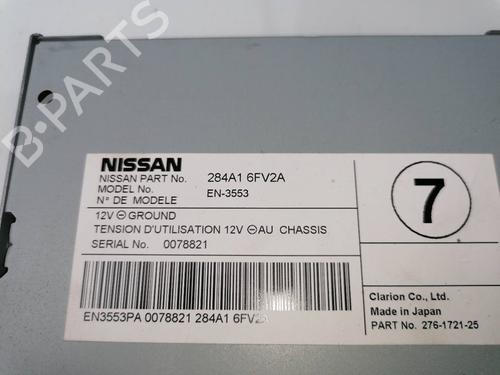 NISSAN
NISSAN PART No. 284A1 6FV2A
MODEL No. EN-3553
N° DE MODELE
12V ⊖ GROUND
TENSION D'UTILISATION 12V ⊖ AU CHASSIS
SERIAL No. 0078821
EN3553PA 0078821 284A1 6FV2A
7
Clarion Co., Ltd.
Made in Japan
PART No. 276-1721-25
B-PARTS